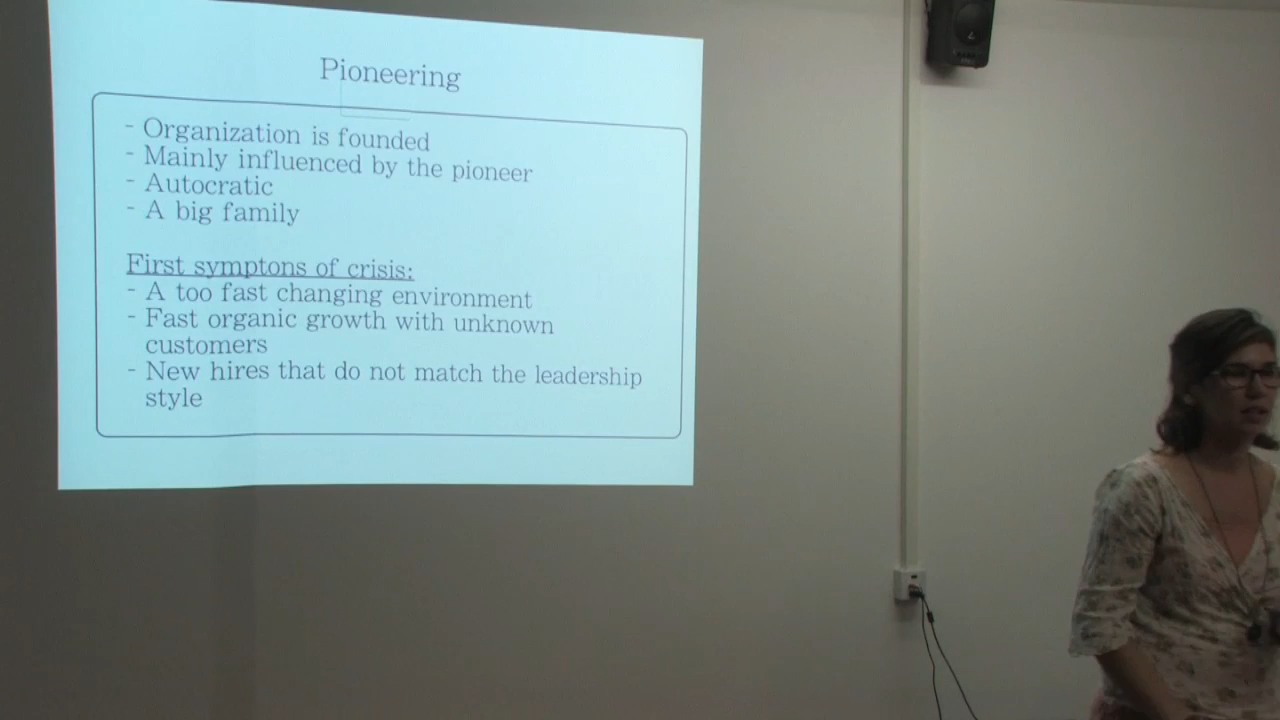 Pioneering
- Organization is founded
- Mainly influenced by the pioneer
- Autocratic
- A big family
First symptons of crisis:
- A too fast changing environment
- Fast organic growth with unknown
customers
- New hires that do not match the leadership
style